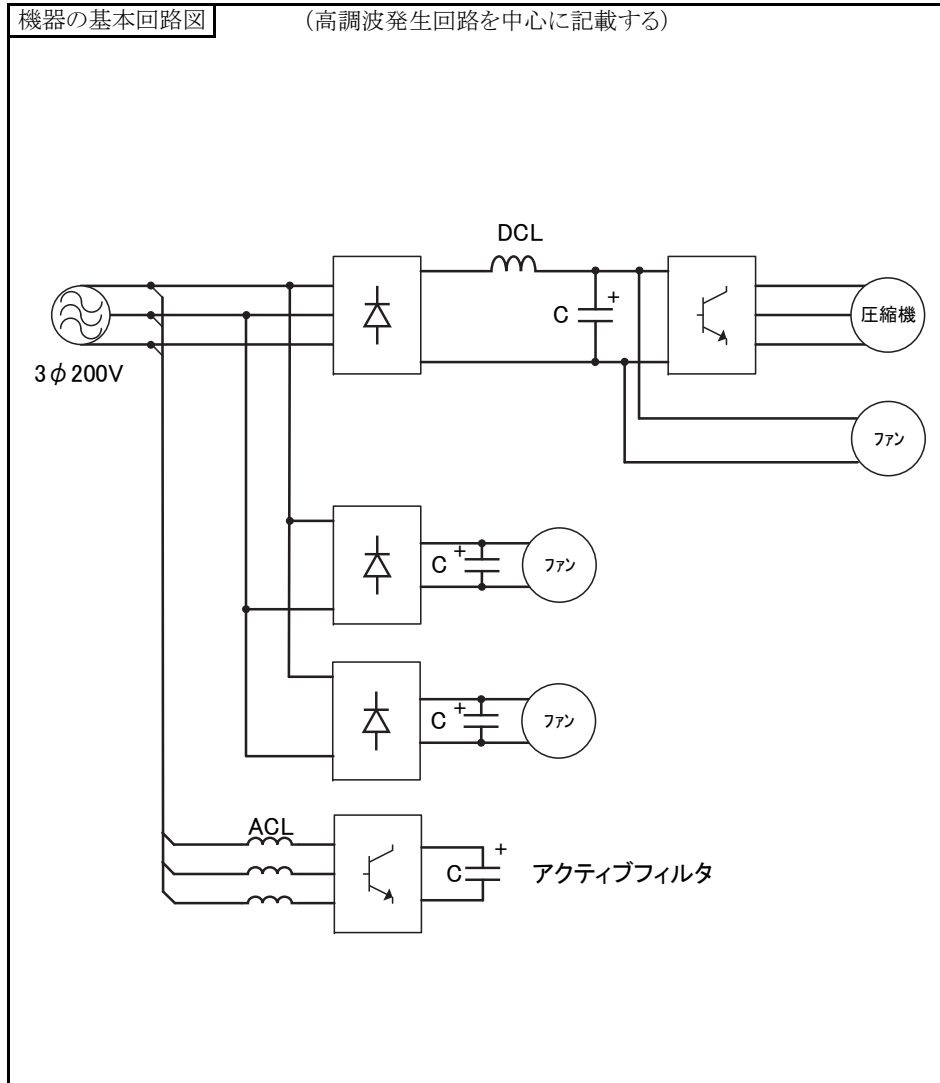 機器の基本回路図 （高調波発生回路を中心に記載する）
DCL
C +
圧縮機
3φ200V
ファン
C +
ファン
C +
ファン
ACL
C +
アクティブフィルタ